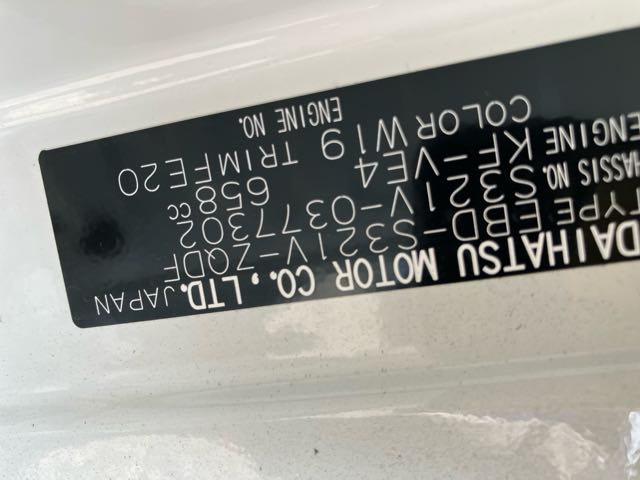 DAIHATSU MOTOR CO., LTD. JAPAN
TYPE EBD-S321V-ZQDF
CHASSIS NO. S321V-0377302
ENGINE KF-VE4 658cc
COLOR W19 TRIM FE20
ENGINE NO.